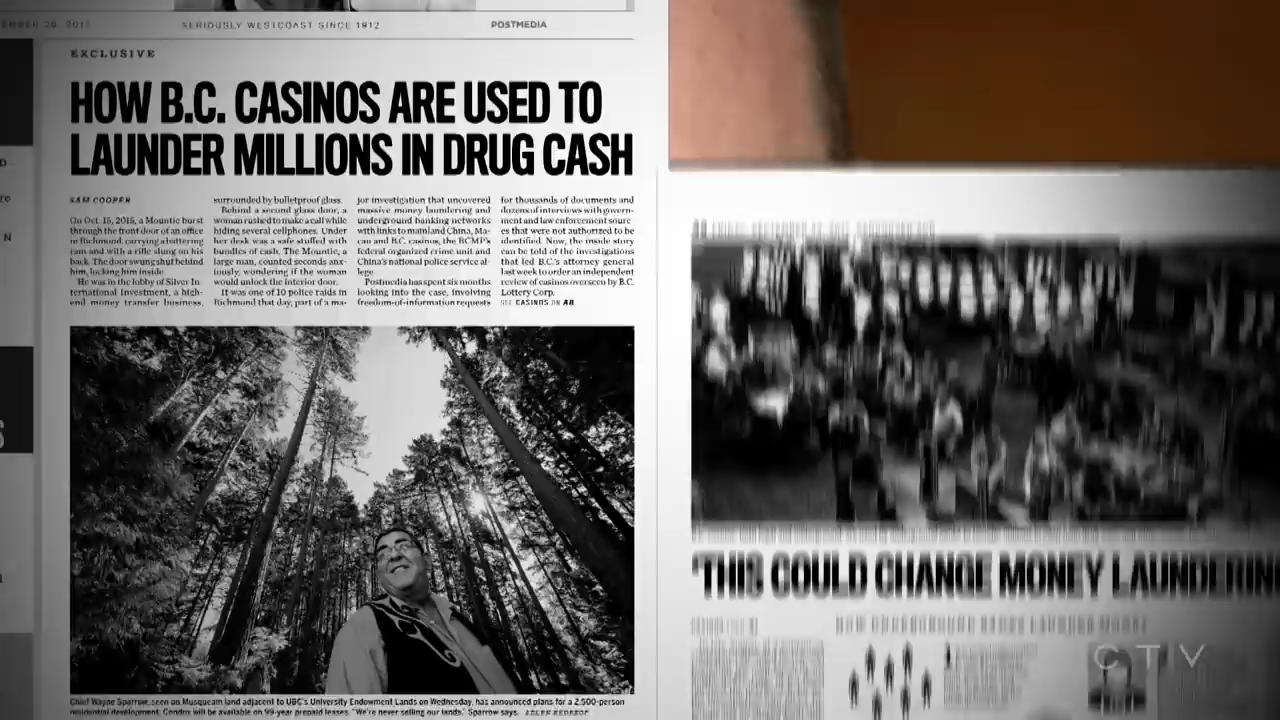 SERIOUSLY WESTCOAST SINCE 1912
POSTMEDIA
EXCLUSIVE
HOW B.C. CASINOS ARE USED TO
LAUNDER MILLIONS IN DRUG CASH
SAM COOPER
On Oct. 15, 2015, a Mountie burst
through the front door of an office
in Richmond, carrying a battering
ram and with a rifle slung on his
back. The door swung shut behind
him, locking him inside.
He was in the lobby of Silver In-
ternational Investment, a high-
end money transfer business,
surrounded by bulletproof glass.
Behind a second glass door, a
woman rushed to make a call while
hiding several cellphones. Under
her desk was a safe stuffed with
bundles of cash. The Mountie, a
large man, counted seconds anx-
iously, wondering if the woman
would unlock the interior door.
It was one of 10 police raids in
Richmond that day, part of a ma-
jor investigation that uncovered
massive money laundering and
underground banking networks
with links to mainland China, Ma-
cau and B.C. casinos, the RCMP's
federal organized crime unit and
China's national police service al-
lege.
Postmedia has spent six months
looking into the case, involving
freedom-of-information requests
for thousands of documents and
dozens of interviews with govern-
ment and law enforcement sourc-
es that were not authorized to be
identified. Now, the inside story
can be told of the investigations
that led B.C.'s attorney general
last week to order an independent
review of casinos overseen by B.C.
Lottery Corp.
SEE CASINOS ON A8
Chief Wayne Sparrow, seen on Musqueam land adjacent to UBC's University Endowment Lands on Wednesday, has announced plans for a 2,500-person
residential development. Condos will be available on 99-year prepaid leases. "We're never selling our lands," Sparrow says.
'THIS COULD CHANGE MONEY
CTV